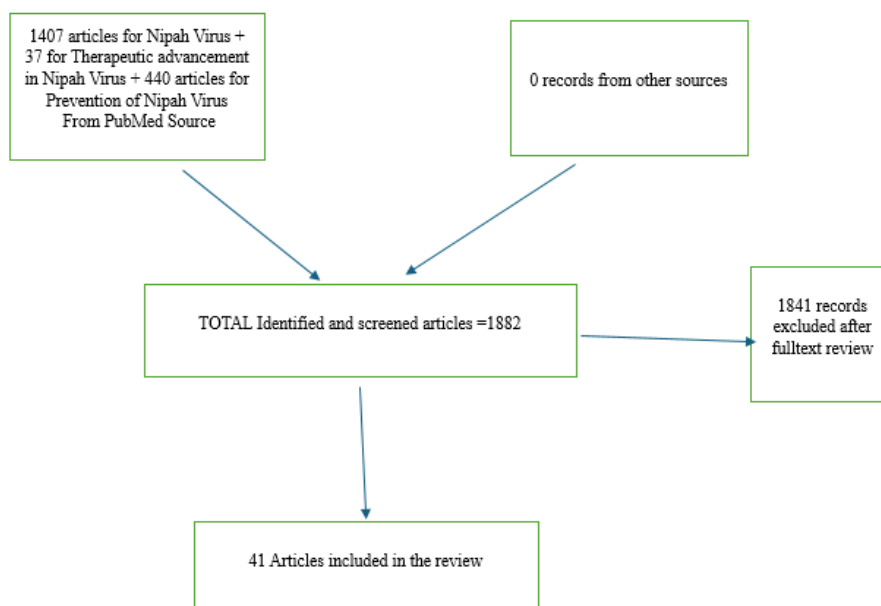 1407 articles for Nipah Virus +
37 for Therapeutic advancement
in Nipah Virus + 440 articles for
Prevention of Nipah Virus
From PubMed Source
0 records from other sources
TOTAL Identified and screened articles =1882
1841 records
excluded after
fulltext review
41 Articles included in the review